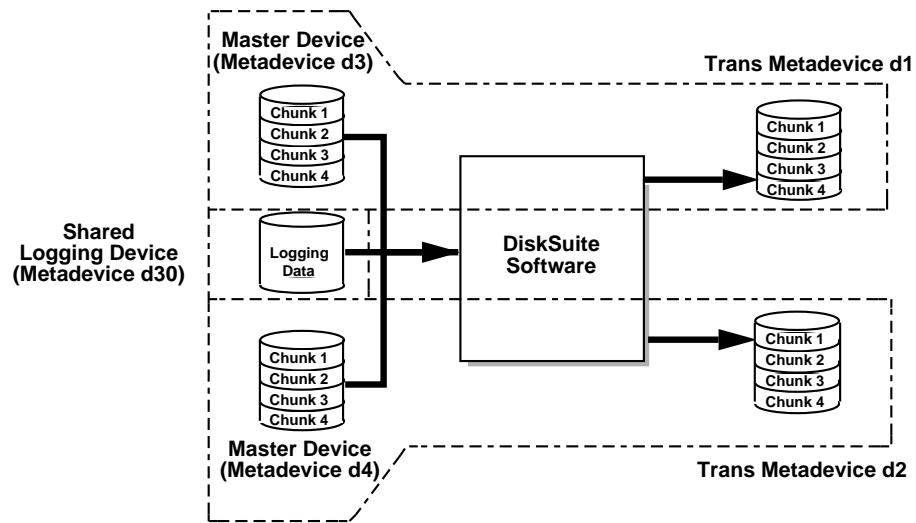 Master Device
(Metadevice d3)
Chunk 1
Chunk 2
Chunk 3
Chunk 4
Trans Metadevice d1
Chunk 1
Chunk 2
Chunk 3
Chunk 4
Shared
Logging Device
(Metadevice d30)
Logging
Data
DiskSuite
Software
Chunk 1
Chunk 2
Chunk 3
Chunk 4
Master Device
(Metadevice d4)
Chunk 1
Chunk 2
Chunk 3
Chunk 4
Trans Metadevice d2